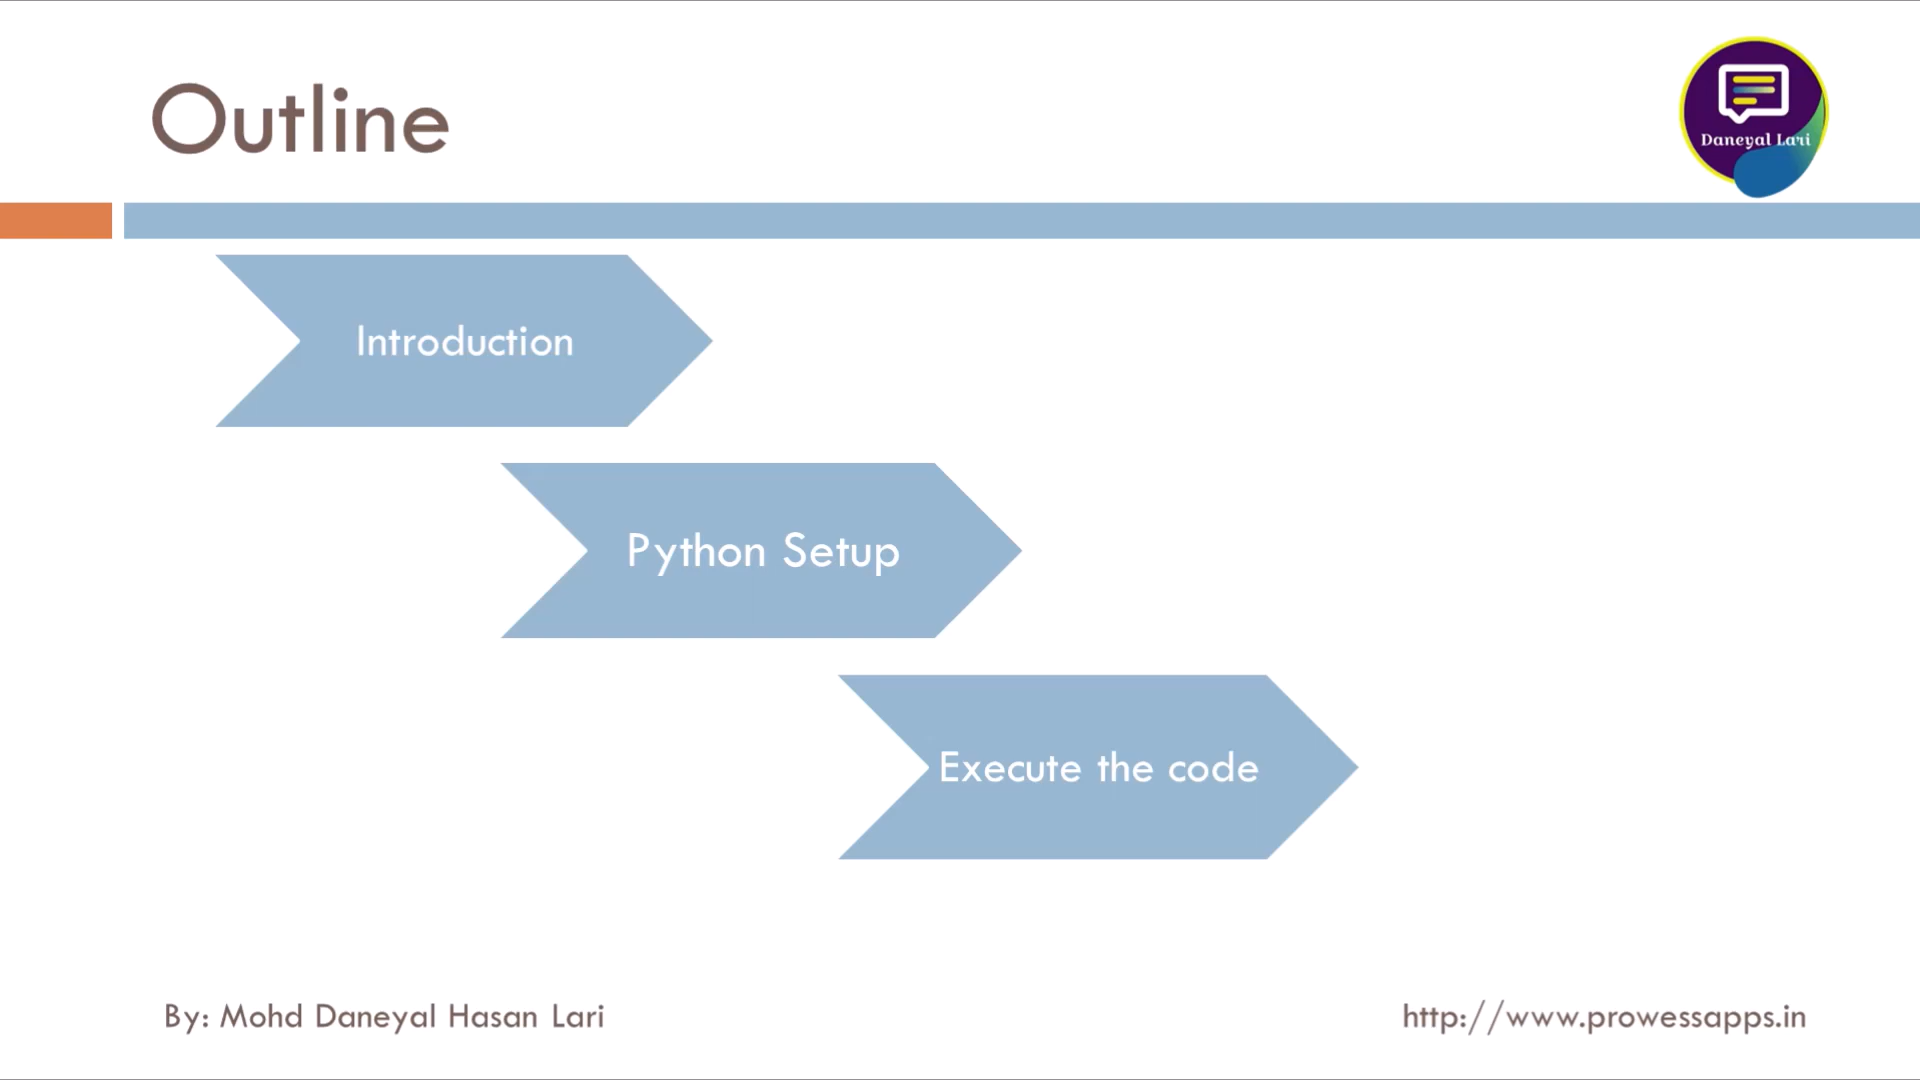 Outline
Daneyal Lari
Introduction
Python Setup
Execute the code
By: Mohd Daneyal Hasan Lari
http://www.prowessapps.in